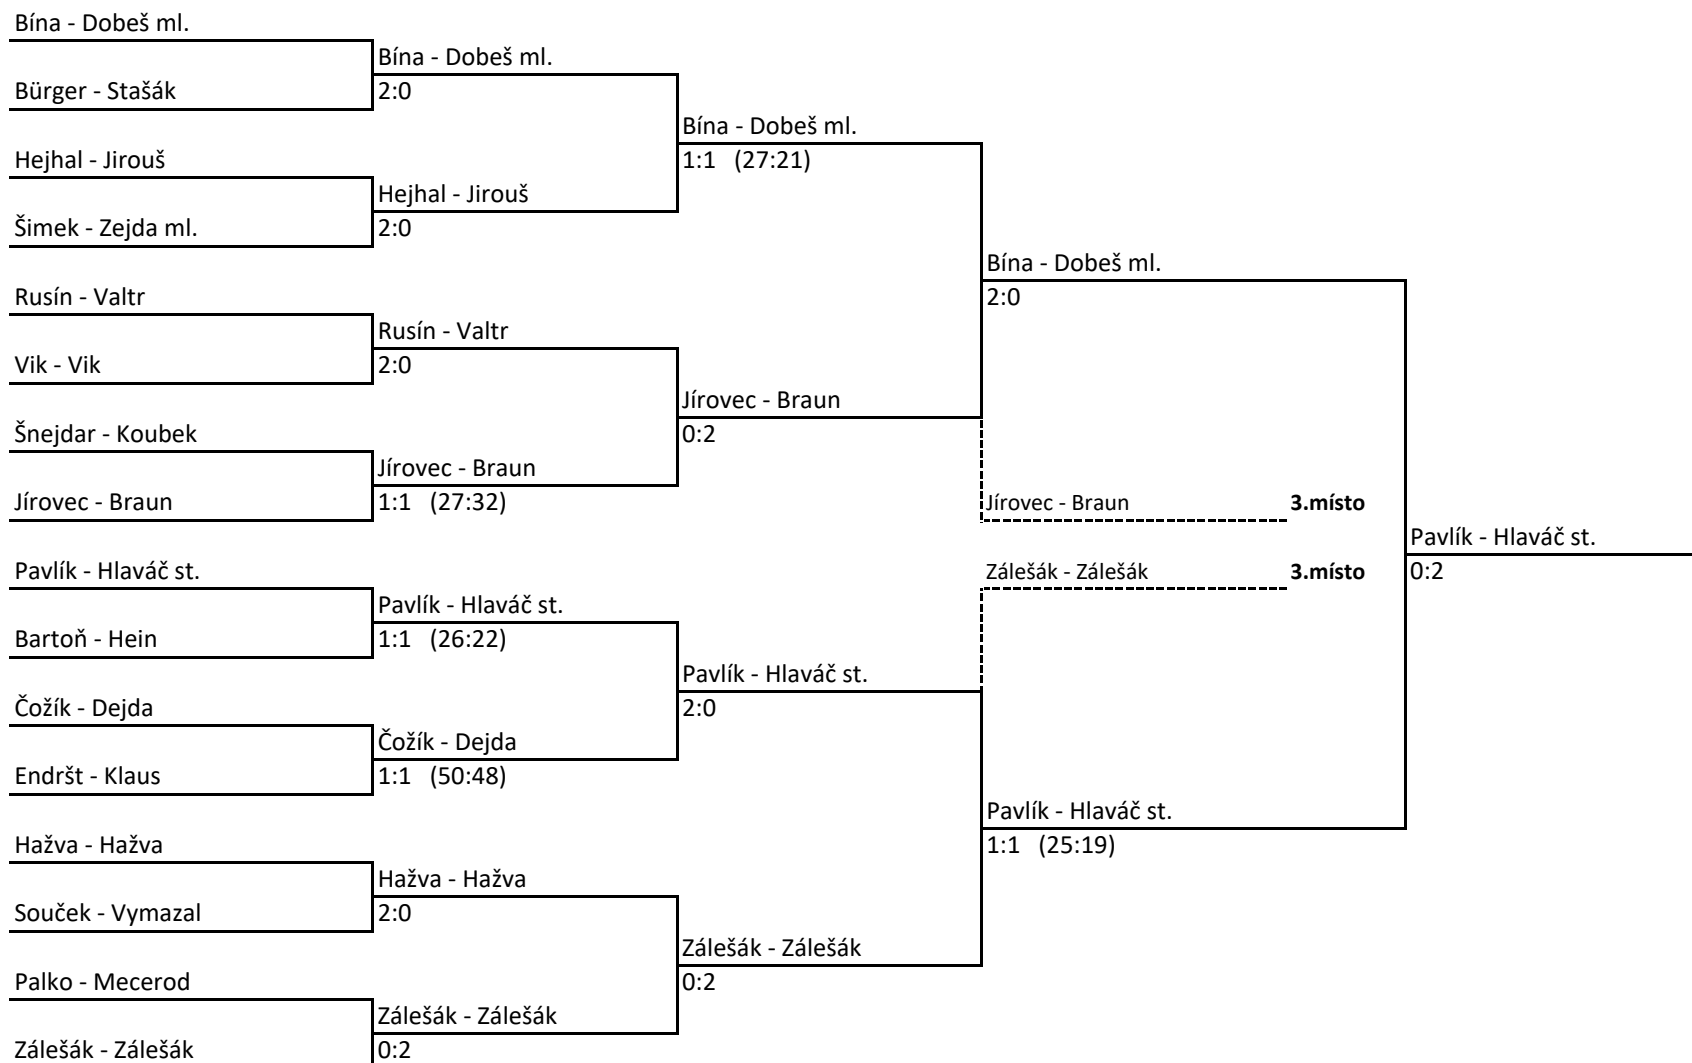 Bína - Dobeš ml.
Bína - Dobeš ml.
Bürger - Stašák
2:0
Bína - Dobeš ml.
Hejhal - Jirouš
1:1 (27:21)
Hejhal - Jirouš
Šimek - Zejda ml.
2:0
Bína - Dobeš ml.
Rusín - Valtr
2:0
Rusín - Valtr
Vik - Vik
2:0
Jírovec - Braun
Šnejdar - Koubek
0:2
Jírovec - Braun
Jírovec - Braun
1:1 (27:32)
Jírovec - Braun 3.místo
Pavlík - Hlaváč st.
Pavlík - Hlaváč st.
Zálešák - Zálešák 3.místo
0:2
Pavlík - Hlaváč st.
Bartoň - Hein
1:1 (26:22)
Pavlík - Hlaváč st.
Čožík - Dejda
2:0
Čožík - Dejda
Endršt - Klaus
1:1 (50:48)
Pavlík - Hlaváč st.
Hažva - Hažva
1:1 (25:19)
Hažva - Hažva
Souček - Vymazal
2:0
Zálešák - Zálešák
Palko - Mecerod
0:2
Zálešák - Zálešák
Zálešák - Zálešák
0:2